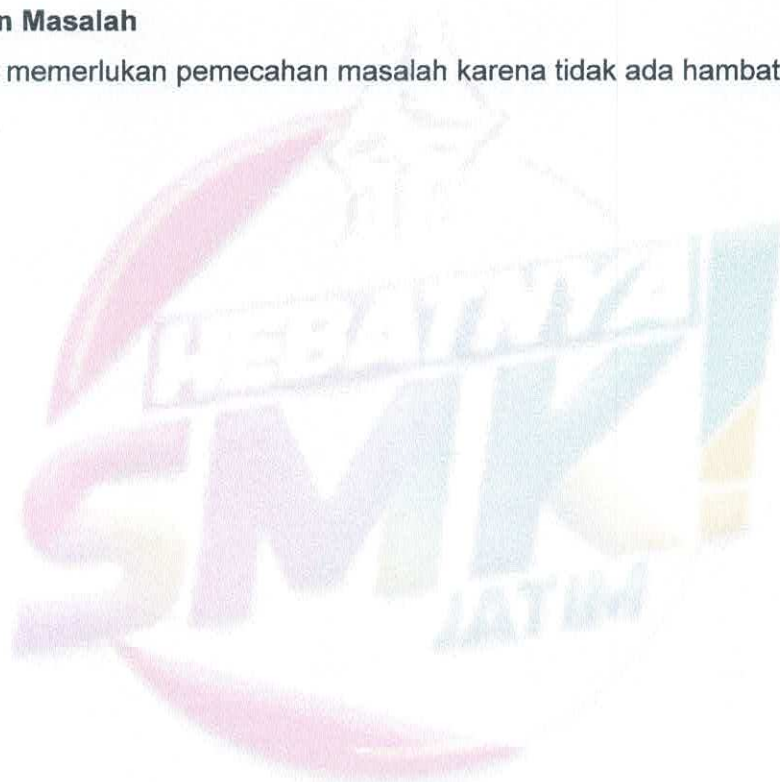 n Masalah
memerlukan pemecahan masalah karena tidak ada hambat
HEBATNYA
SMK!
JATIM